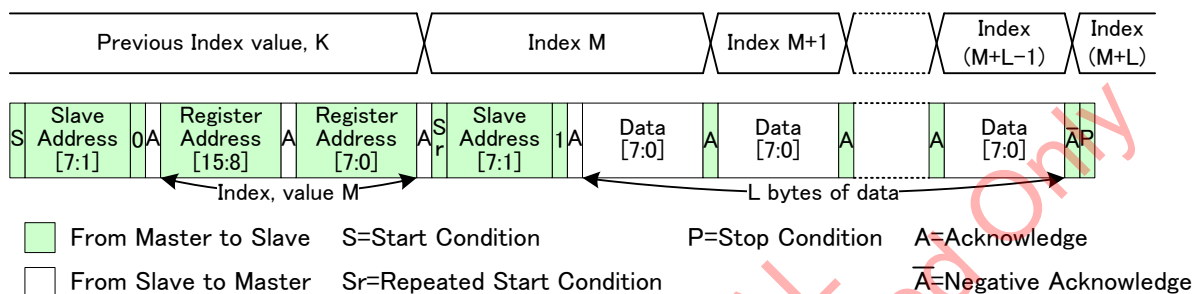 Previous Index value, K
Index M
Index M+1
Index
(M+L-1)
Index
(M+L)
S
Slave
Address
[7:1]
0
A
Register
Address
[15:8]
A
Register
Address
[7:0]
A
S
r
Slave
Address
[7:1]
1
A
Data
[7:0]
A
Data
[7:0]
A
A
Data
[7:0]
A̅
P
Index, value M
L bytes of data
From Master to Slave
S=Start Condition
P=Stop Condition
A=Acknowledge
From Slave to Master
Sr=Repeated Start Condition
A̅=Negative Acknowledge
Only